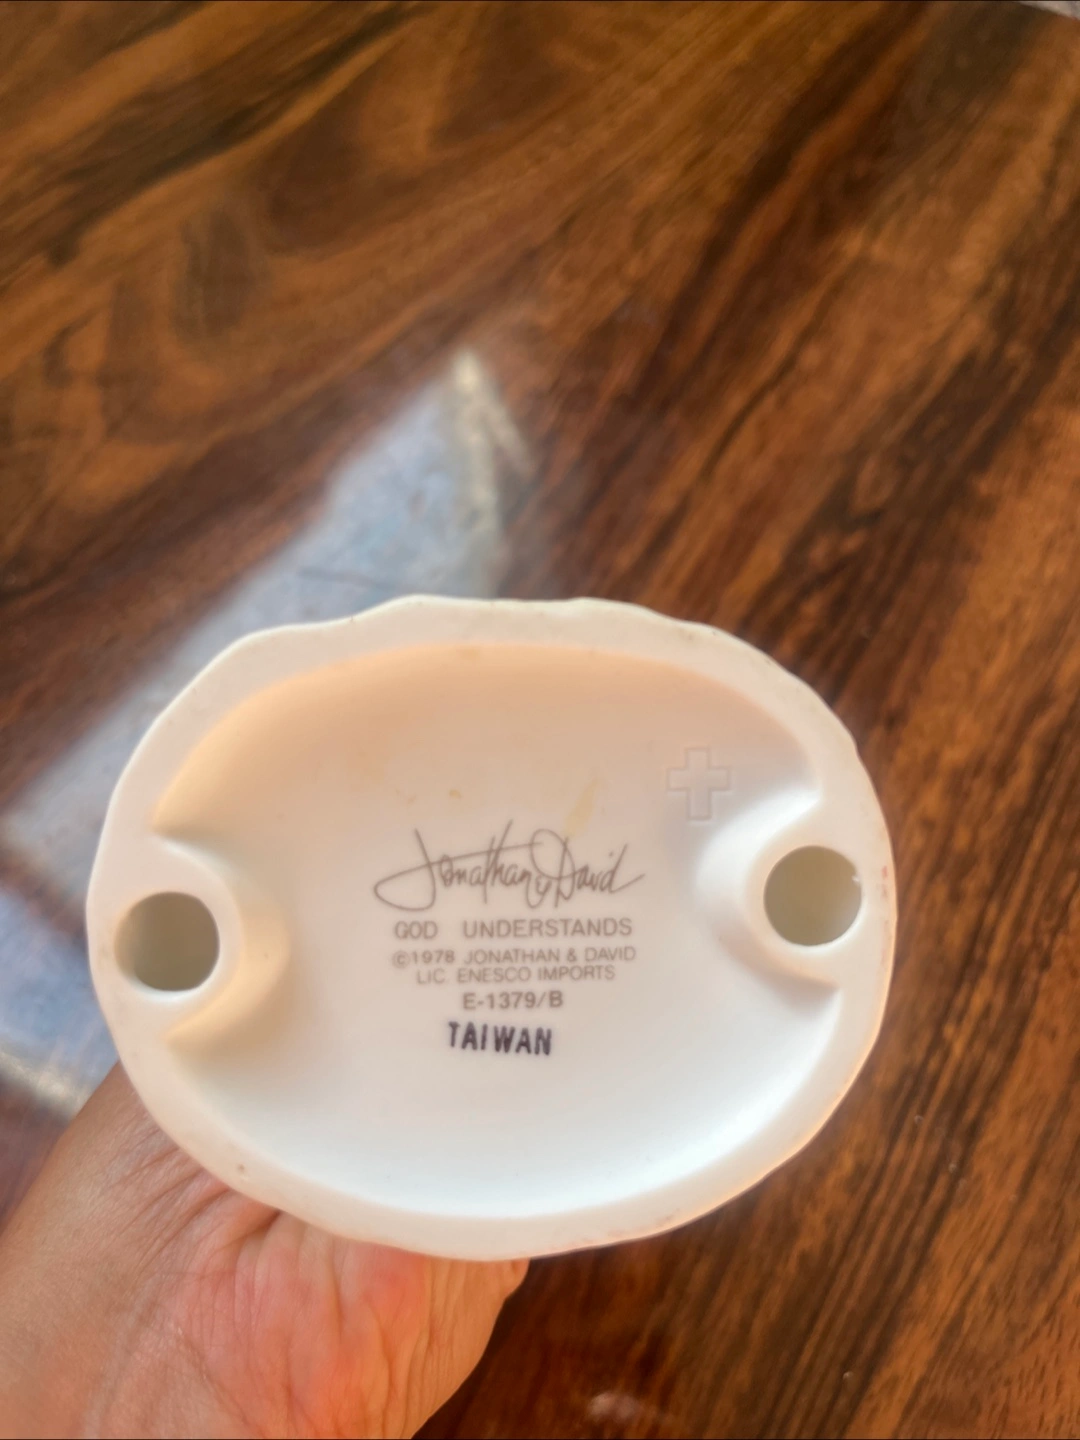 Jonathan & David
GOD UNDERSTANDS
©1978 JONATHAN & DAVID
LIC. ENESCO IMPORTS
E-1379/B
TAIWAN